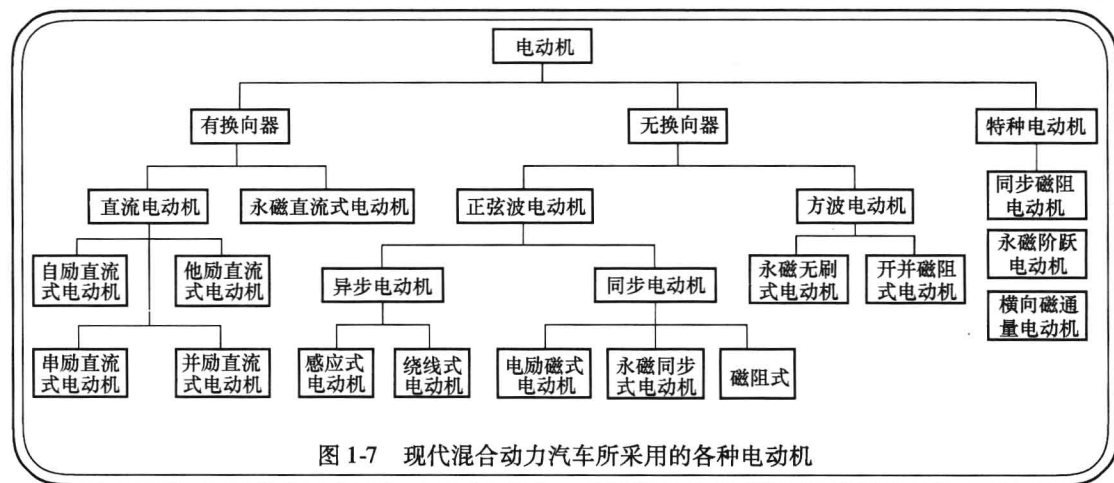 电动机
有换向器
无换向器
特种电动机
直流电动机
永磁直流式电动机
正弦波电动机
方波电动机
同步磁阻
电动机
自励直流
式电动机
他励直流
式电动机
异步电动机
同步电动机
永磁无刷
式电动机
开并磁阻
式电动机
永磁阶跃
电动机
横向磁通
量电动机
串励直流
式电动机
并励直流
式电动机
感应式
电动机
绕线式
电动机
电励磁式
电动机
永磁同步
式电动机
磁阻式
图 1-7 现代混合动力汽车所采用的各种电动机